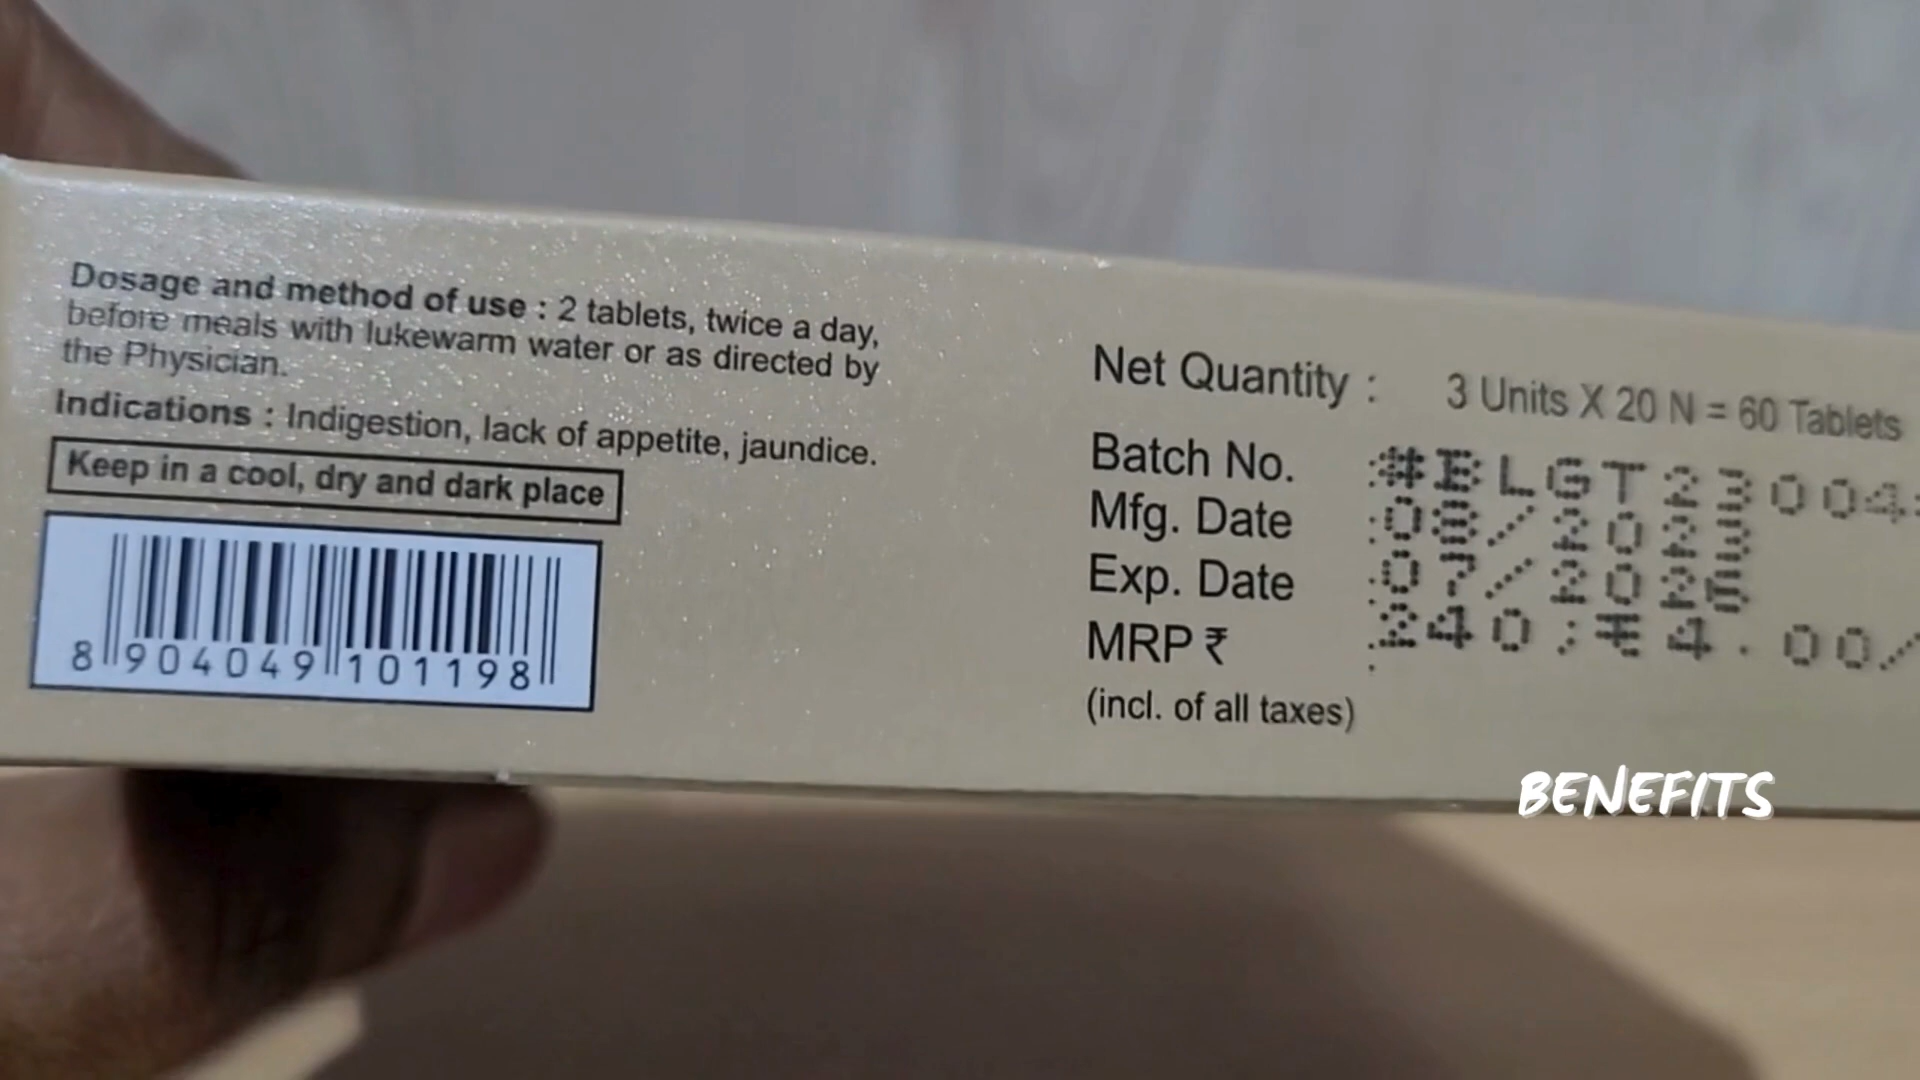 Dosage and method of use : 2 tablets, twice a day,
before meals with lukewarm water or as directed by
the Physician.
Indications : Indigestion, lack of appetite, jaundice.
Keep in a cool, dry and dark place
8 904049 101198
Net Quantity : 3 Units X 20 N = 60 Tablets
Batch No. :#BLGT23004
Mfg. Date :08/2023
Exp. Date :07/2026
MRP ₹ :240;₹4.00/
(incl. of all taxes)
BENEFITS